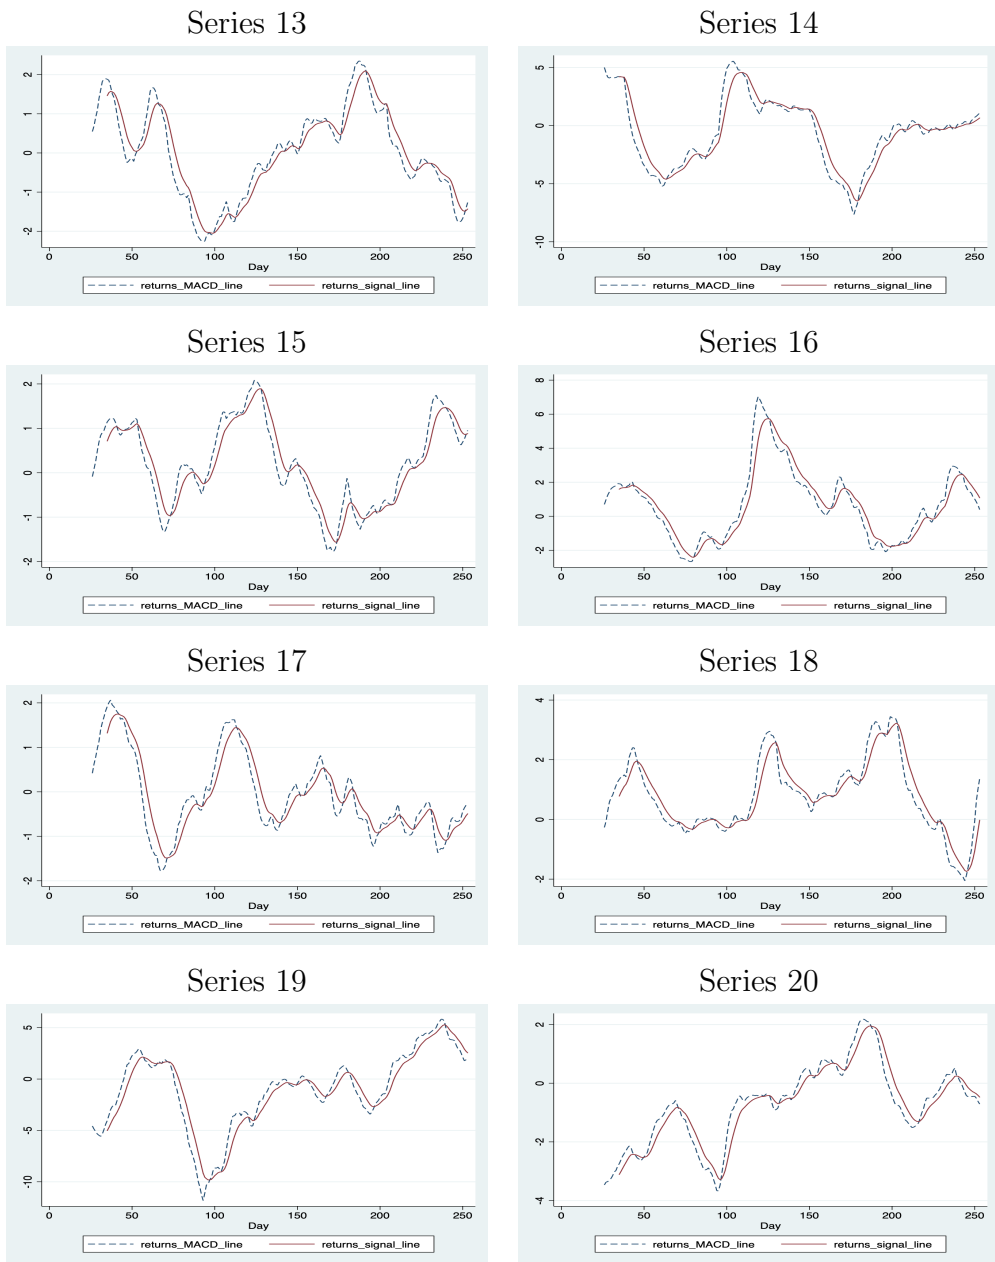 Series 13 Series 14
2
1
0
-1
-2
0 50 100 150 200 250
Day
returns_MACD_line returns_signal_line
5
0
-5
-10
0 50 100 150 200 250
Day
returns_MACD_line returns_signal_line
Series 15 Series 16
2
1
0
-1
-2
0 50 100 150 200 250
Day
returns_MACD_line returns_signal_line
8
6
4
2
0
-2
0 50 100 150 200 250
Day
returns_MACD_line returns_signal_line
Series 17 Series 18
2
1
0
-1
-2
0 50 100 150 200 250
Day
returns_MACD_line returns_signal_line
4
2
0
-2
0 50 100 150 200 250
Day
returns_MACD_line returns_signal_line
Series 19 Series 20
5
0
-5
-10
0 50 100 150 200 250
Day
returns_MACD_line returns_signal_line
2
0
-2
-4
0 50 100 150 200 250
Day
returns_MACD_line returns_signal_line